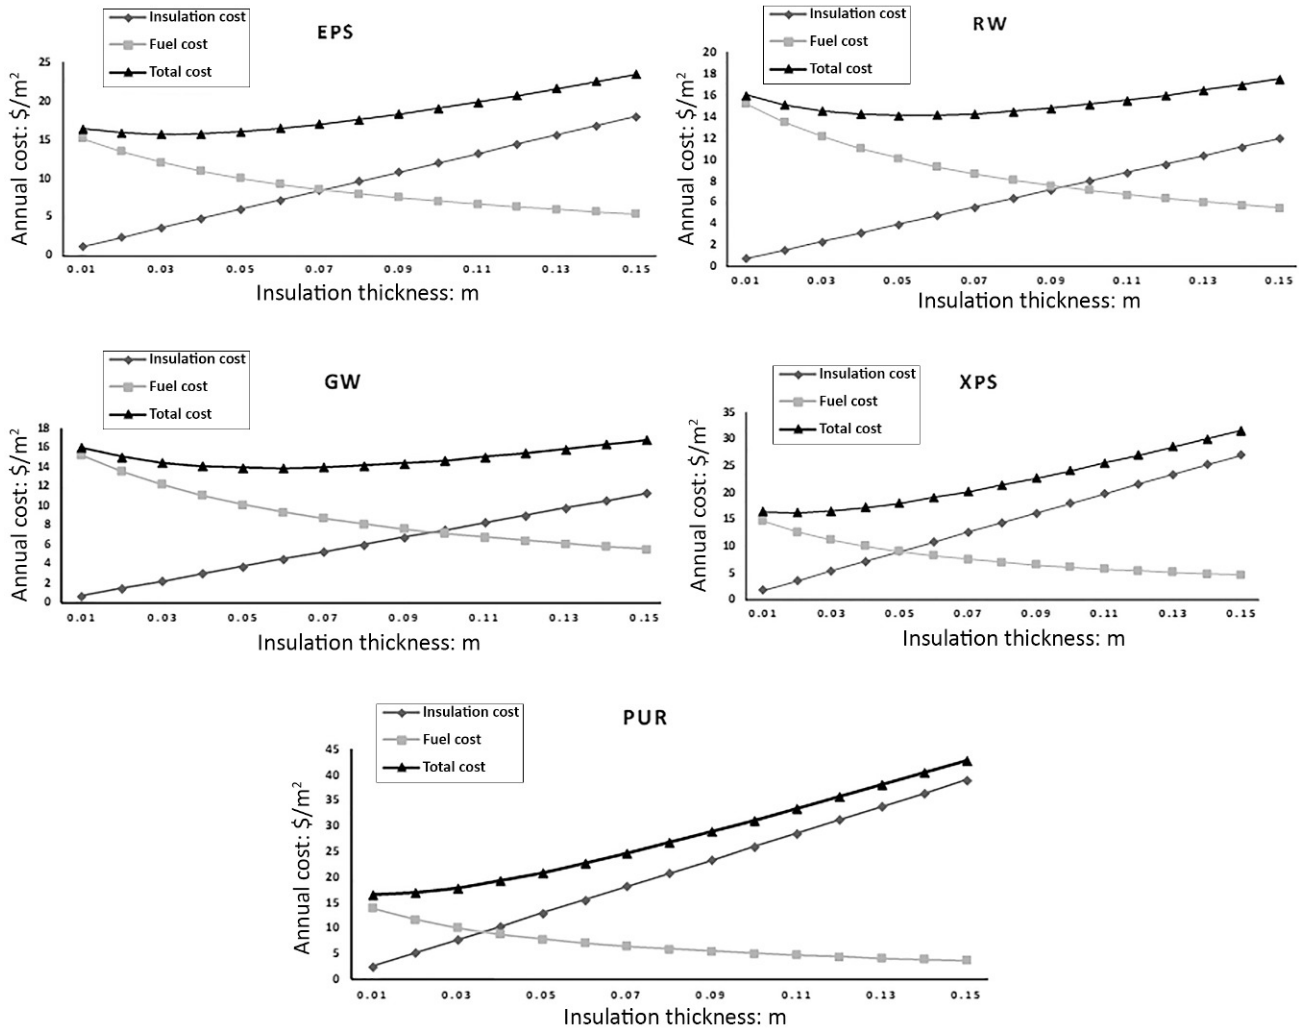 EPS
Insulation cost
Fuel cost
Total cost
Annual cost: $/m²
25
20
15
10
5
0
0.01 0.03 0.05 0.07 0.09 0.11 0.13 0.15
Insulation thickness: m
RW
Insulation cost
Fuel cost
Total cost
Annual cost: $/m²
20
18
16
14
12
10
8
6
4
2
0
0.01 0.03 0.05 0.07 0.09 0.11 0.13 0.15
Insulation thickness: m
GW
Insulation cost
Fuel cost
Total cost
Annual cost: $/m²
18
16
14
12
10
8
6
4
2
0
0.01 0.03 0.05 0.07 0.09 0.11 0.13 0.15
Insulation thickness: m
XPS
Insulation cost
Fuel cost
Total cost
Annual cost: $/m²
35
30
25
20
15
10
5
0
0.01 0.03 0.05 0.07 0.09 0.11 0.13 0.15
Insulation thickness: m
PUR
Insulation cost
Fuel cost
Total cost
Annual cost: $/m²
45
40
35
30
25
20
15
10
5
0
0.01 0.03 0.05 0.07 0.09 0.11 0.13 0.15
Insulation thickness: m